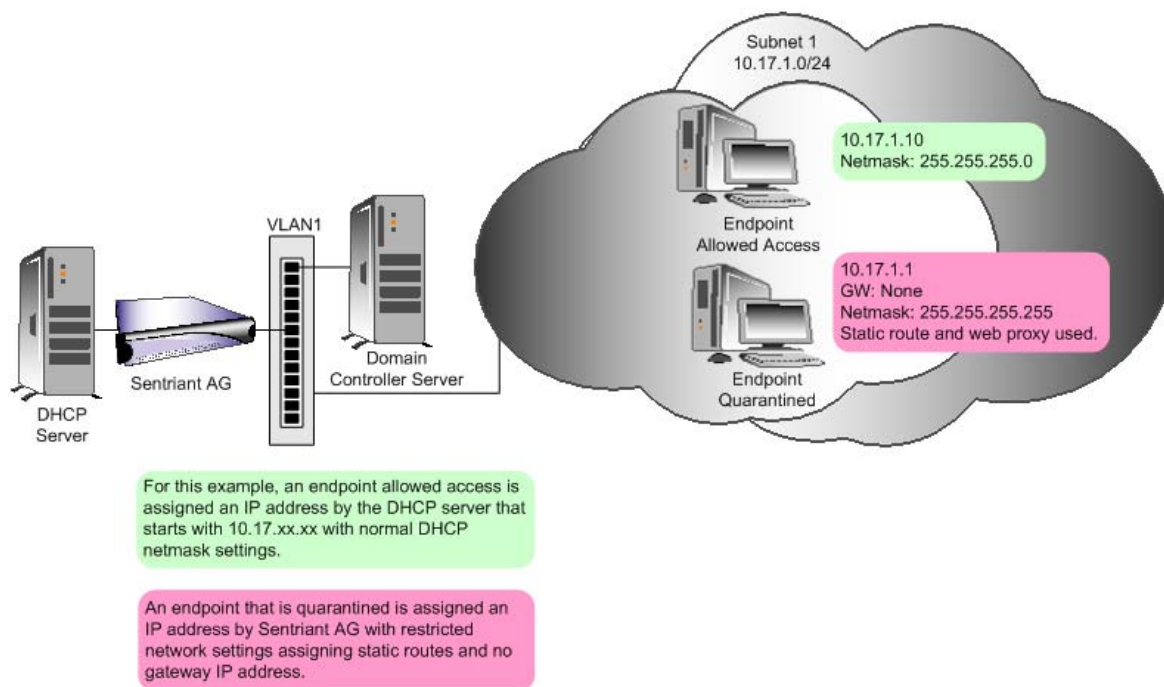 Subnet 1
10.17.1.0/24
10.17.1.10
Netmask: 255.255.255.0
Endpoint
Allowed Access
VLAN1
10.17.1.1
GW: None
Netmask: 255.255.255.255
Static route and web proxy used.
Endpoint
Quarantined
Domain
Controller Server
Sentriant AG
DHCP
Server
For this example, an endpoint allowed access is
assigned an IP address by the DHCP server that
starts with 10.17.xx.xx with normal DHCP
netmask settings.
An endpoint that is quarantined is assigned an
IP address by Sentriant AG with restricted
network settings assigning static routes and no
gateway IP address.